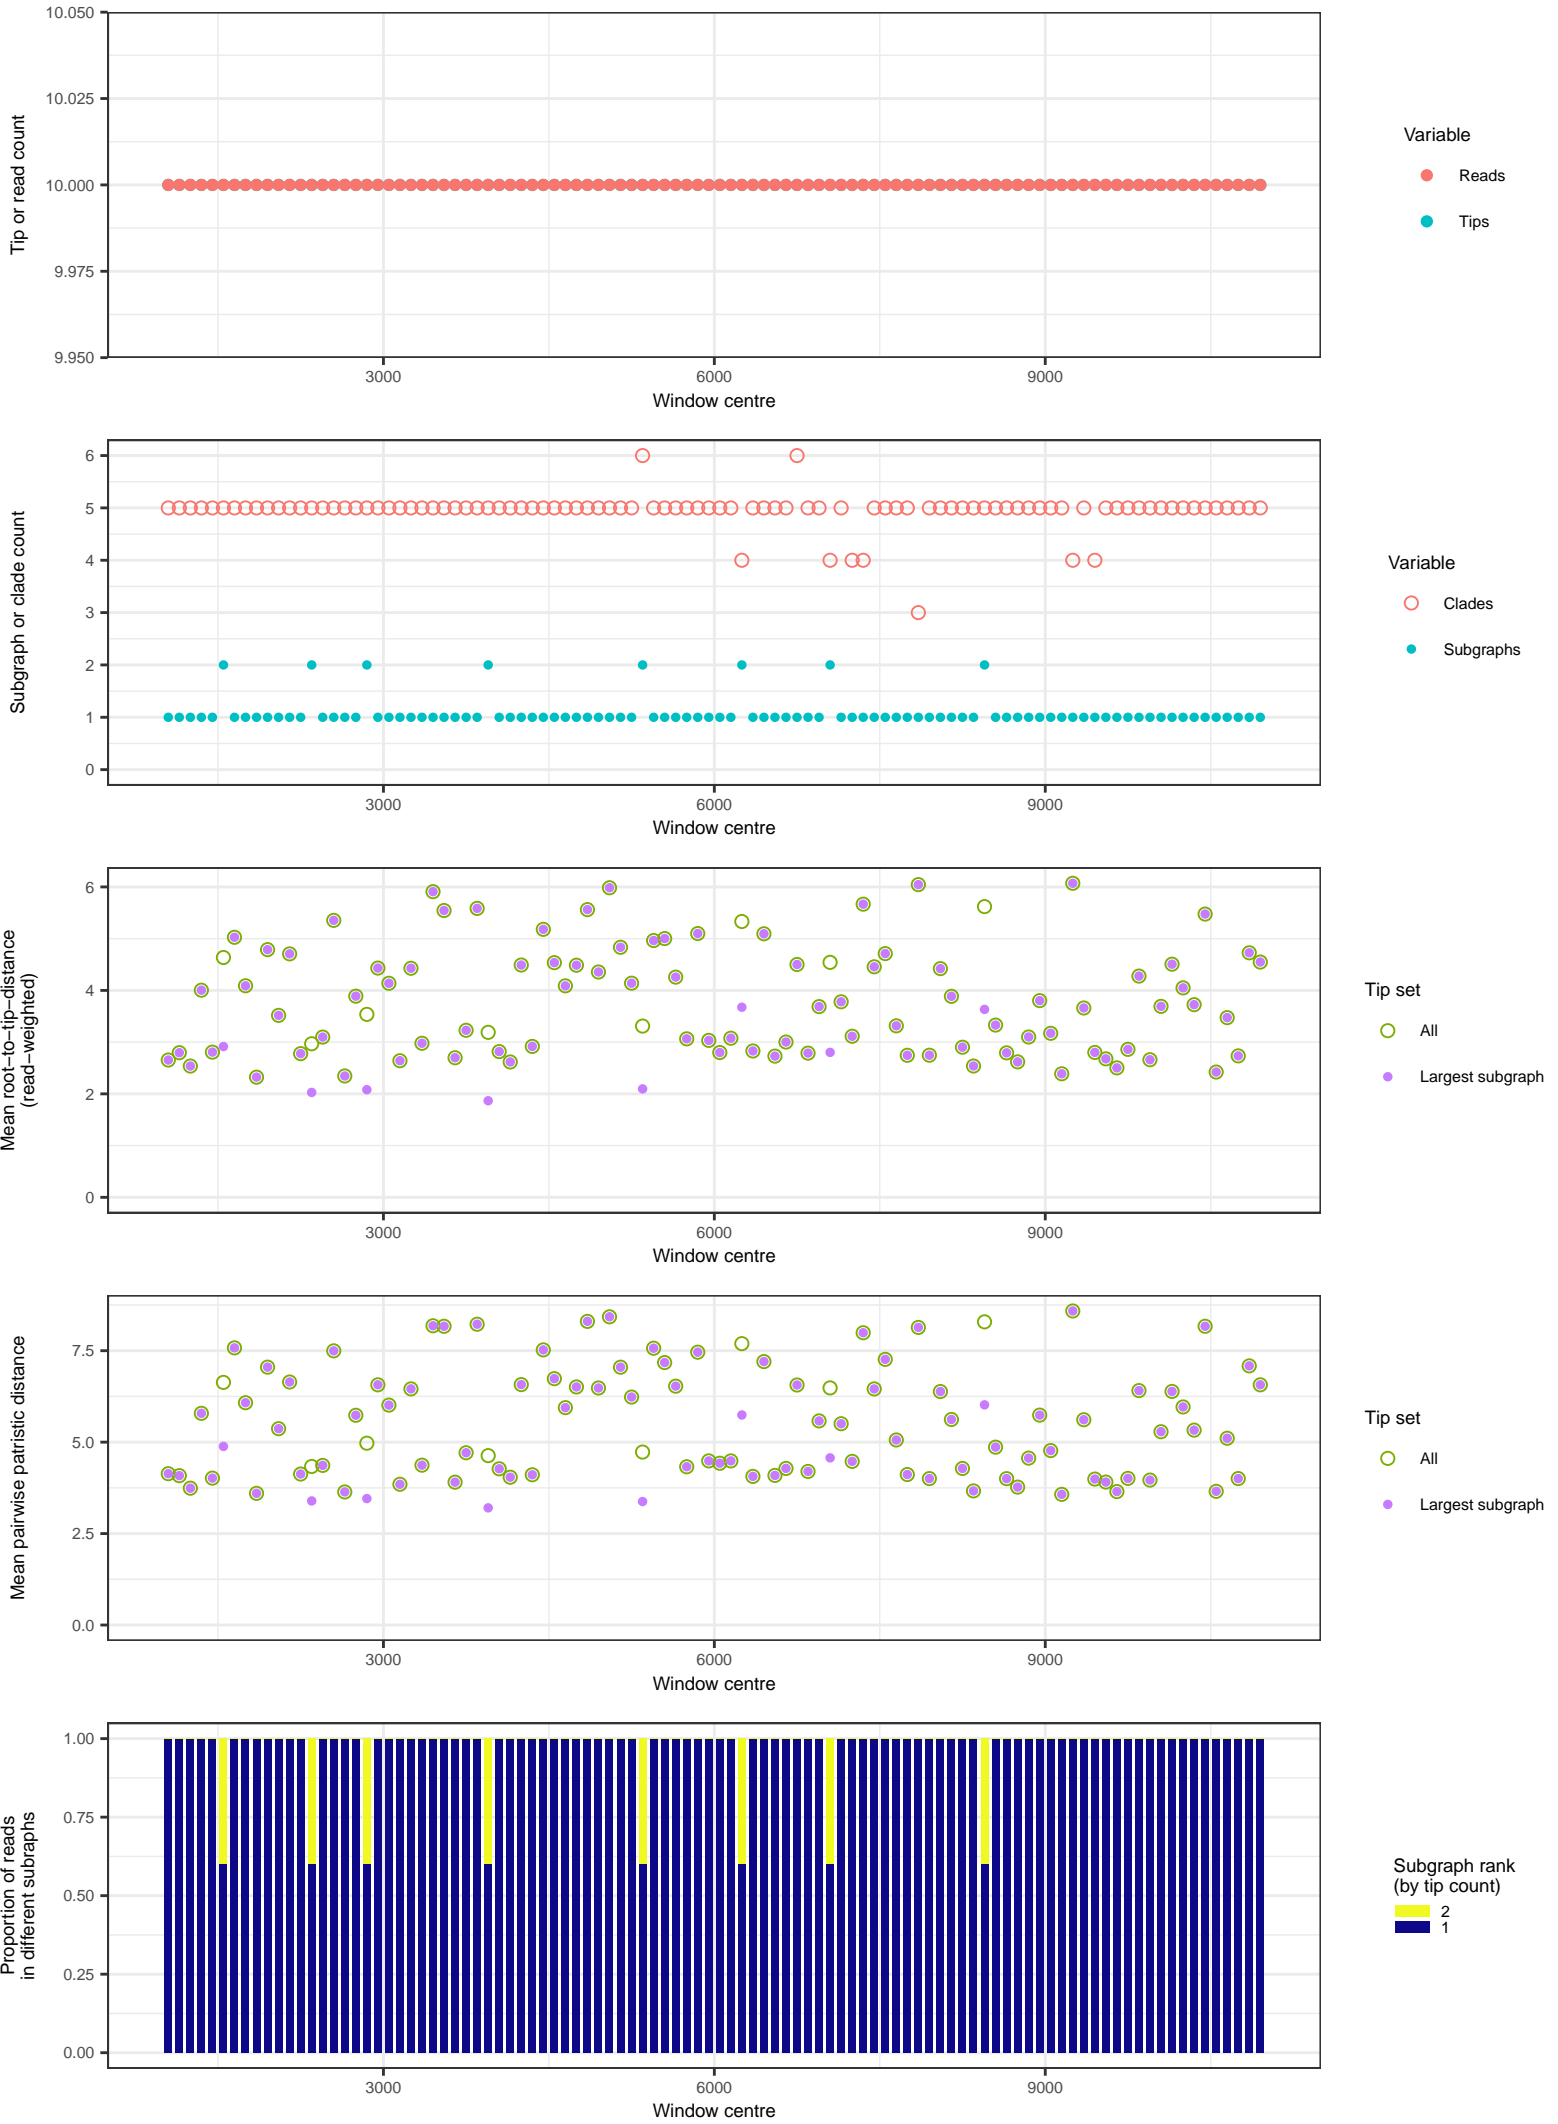 10.050
10.025
10.000
9.975
9.950
Tip or read count
3000 6000 9000
Window centre
Variable
Reads
Tips
6
5
4
3
2
1
0
Subgraph or clade count
3000 6000 9000
Window centre
Variable
Clades
Subgraphs
6
4
2
0
Mean root−to−tip−distance
(read−weighted)
3000 6000 9000
Window centre
Tip set
All
Largest subgraph
7.5
5.0
2.5
0.0
Mean pairwise patristic distance
3000 6000 9000
Window centre
Tip set
All
Largest subgraph
1.00
0.75
0.50
0.25
0.00
Proportion of reads
in different subraphs
3000 6000 9000
Window centre
Subgraph rank
(by tip count)
2
1